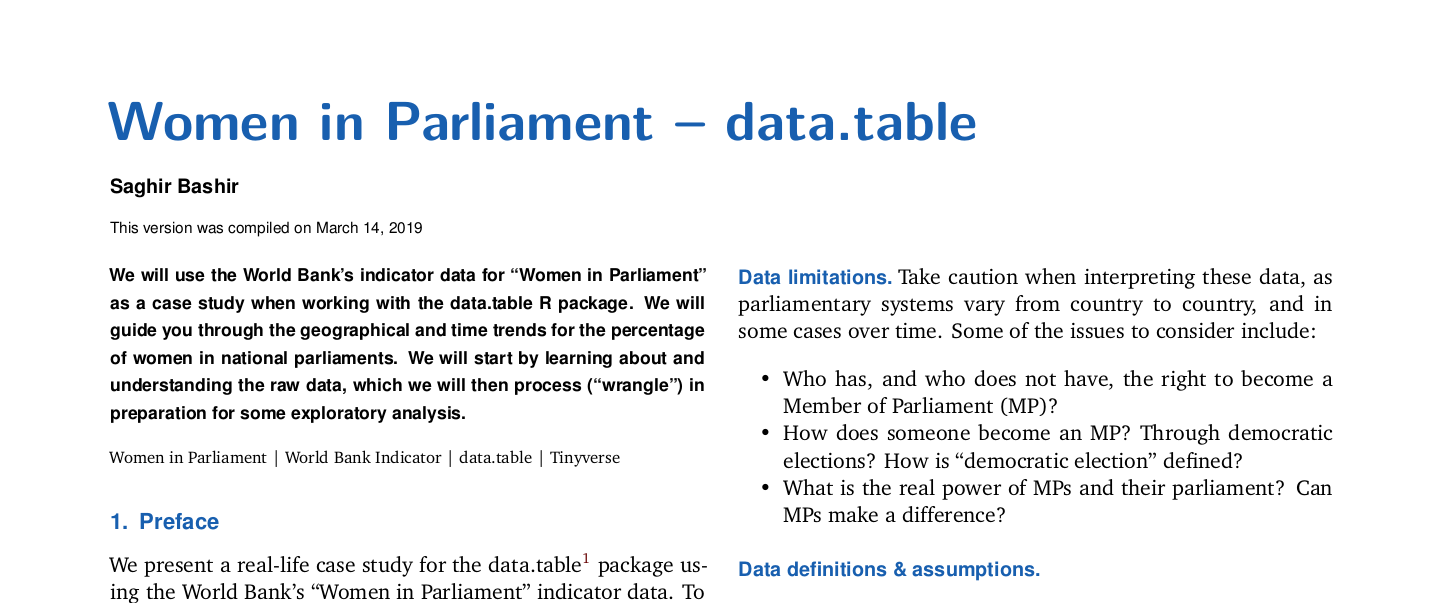 Women in Parliament – data.table
Saghir Bashir
This version was compiled on March 14, 2019
We will use the World Bank’s indicator data for “Women in Parliament”
as a case study when working with the data.table R package. We will
guide you through the geographical and time trends for the percentage
of women in national parliaments. We will start by learning about and
understanding the raw data, which we will then process (“wrangle”) in
preparation for some exploratory analysis.
Women in Parliament | World Bank Indicator | data.table | Tinyverse
1. Preface
We present a real-life case study for the data.table1 package us-
ing the World Bank’s “Women in Parliament” indicator data. To
Data limitations. Take caution when interpreting these data, as
parliamentary systems vary from country to country, and in
some cases over time. Some of the issues to consider include:
• Who has, and who does not have, the right to become a
Member of Parliament (MP)?
• How does someone become an MP? Through democratic
elections? How is “democratic election” defined?
• What is the real power of MPs and their parliament? Can
MPs make a difference?
Data definitions & assumptions.